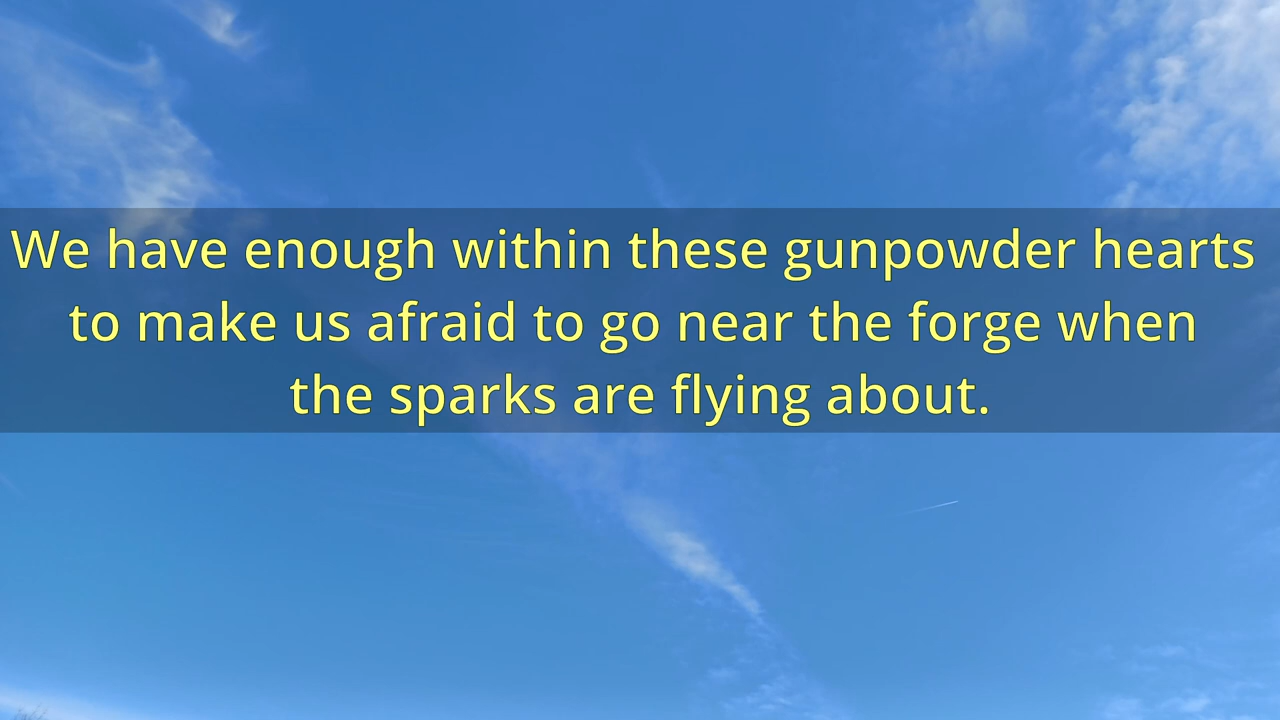 We have enough within these gunpowder hearts
to make us afraid to go near the forge when
the sparks are flying about.